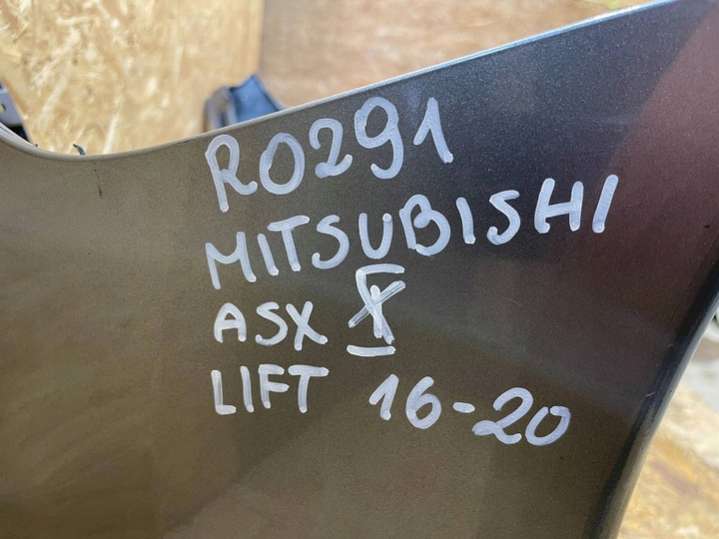 R0291
MITSUBISHI
ASX I
LIFT 16-20